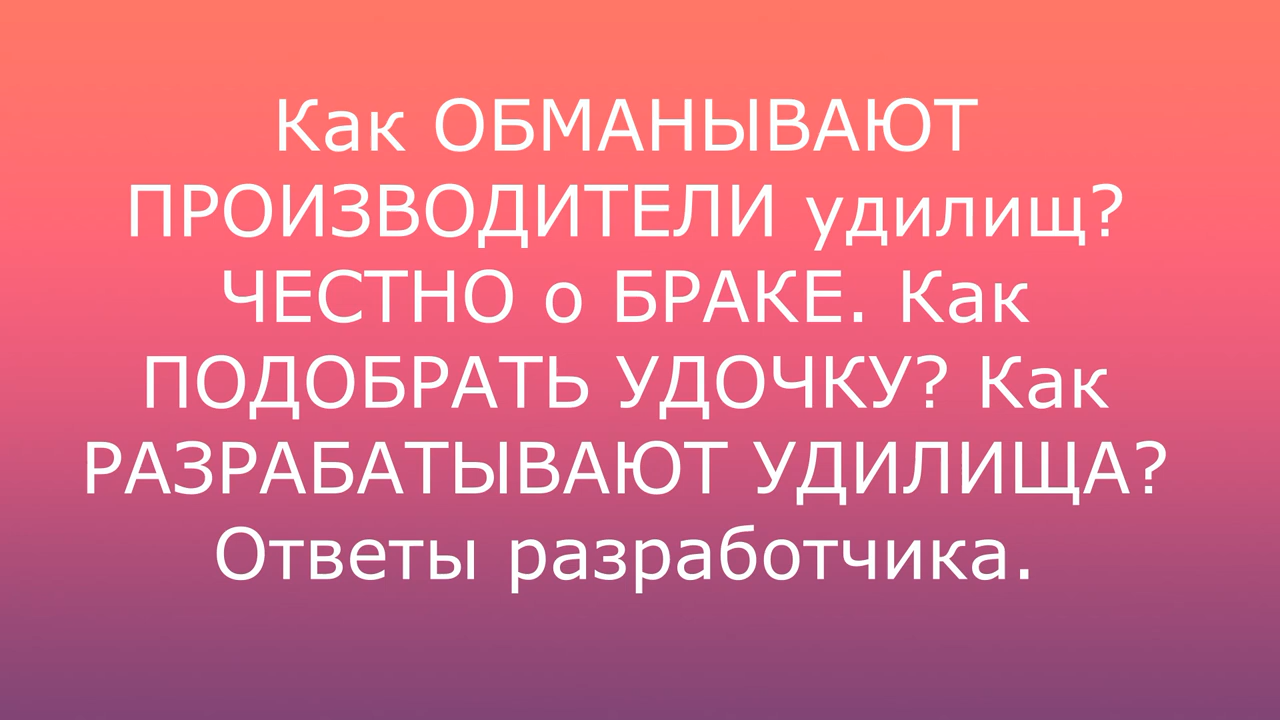 Как ОБМАНЫВАЮТ
ПРОИЗВОДИТЕЛИ удилищ?
ЧЕСТНО о БРАКЕ. Как
ПОДОБРАТЬ УДОЧКУ? Как
РАЗРАБАТЫВАЮТ УДИЛИЩА?
Ответы разработчика.